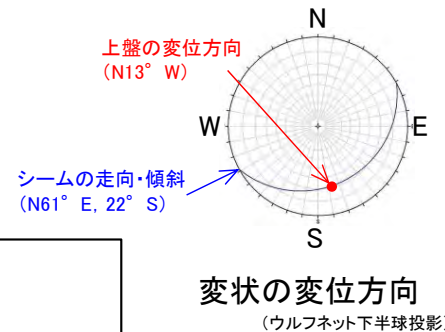 N
上盤の変位方向
(N13° W)
W
E
シームの走向・傾斜
(N61° E, 22° S)
S
変状の変位方向
(ウルフネット下半球投影)